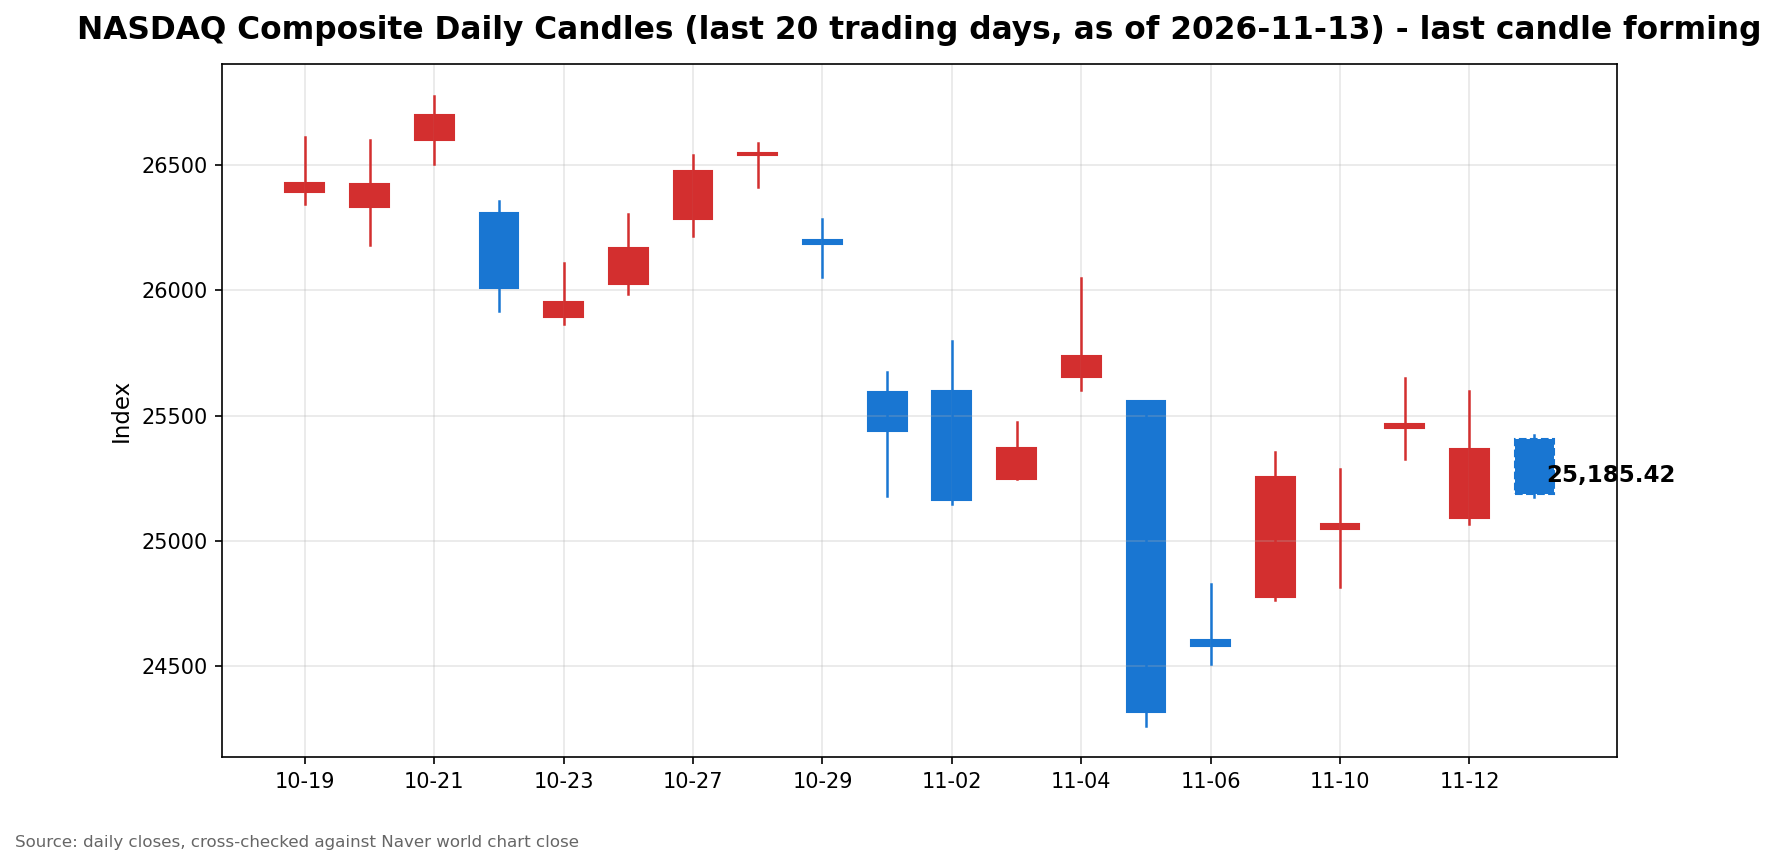 NASDAQ Composite Daily Candles (last 20 trading days, as of 2026-11-13) - last candle forming
Index
26500
26000
25500
25000
24500
25,185.42
10-19 10-21 10-23 10-27 10-29 11-02 11-04 11-06 11-10 11-12
Source: daily closes, cross-checked against Naver world chart close